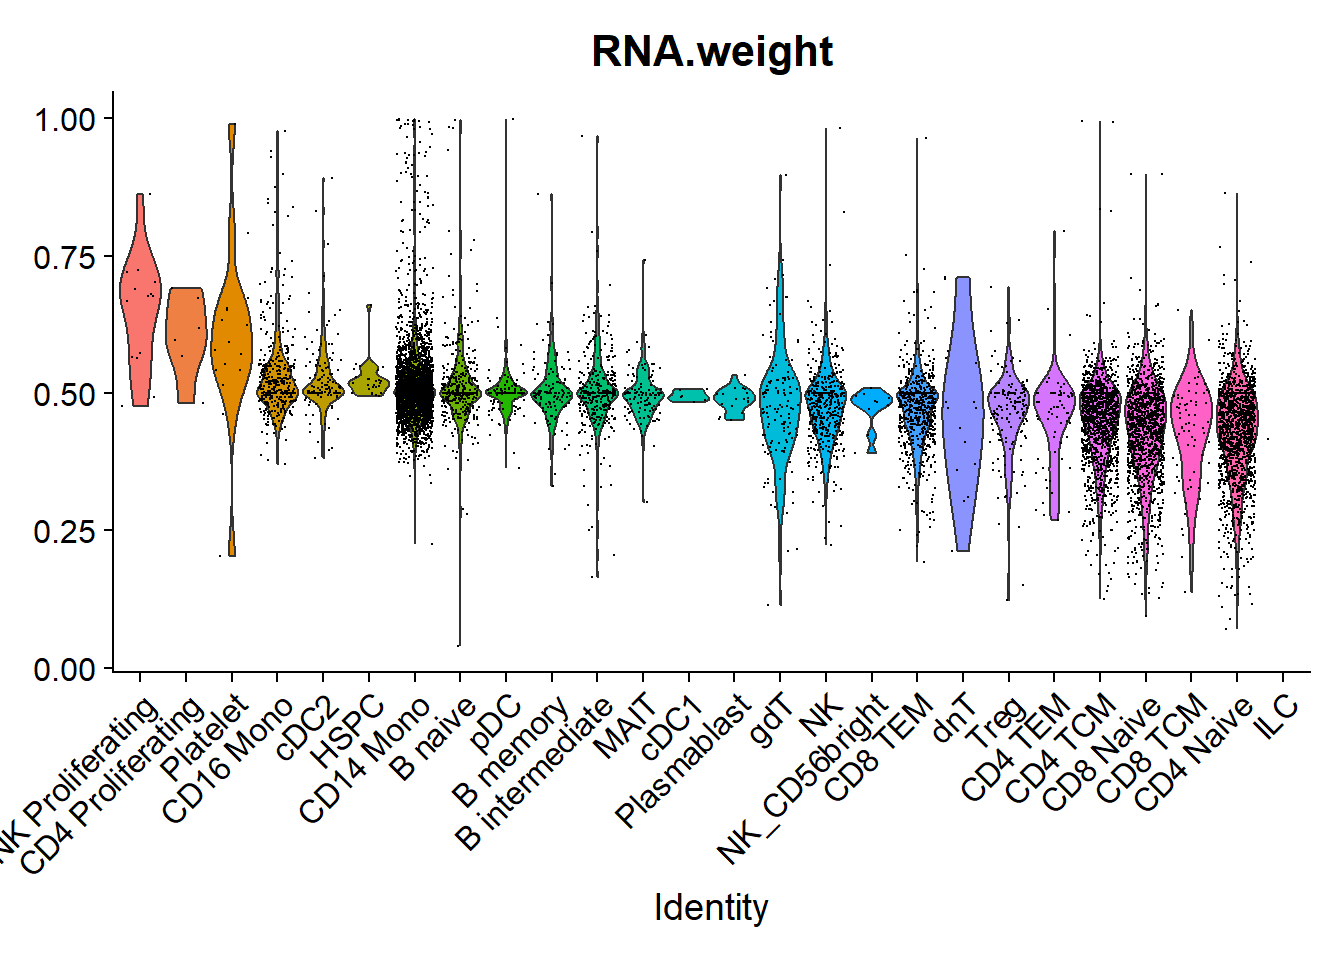 RNA.weight
1.00
0.75
0.50
0.25
0.00
NK Proliferating
CD4 Proliferating
Platelet
CD16 Mono
cDC2
HSPC
CD14 Mono
B naive
pDC
B memory
B intermediate
MAIT
cDC1
Plasmablast
gdT
NK
NK_CD56bright
CD8 TEM
dnT
Treg
CD4 TEM
CD4 TCM
CD8 Naive
CD8 TCM
CD4 Naive
ILC
Identity